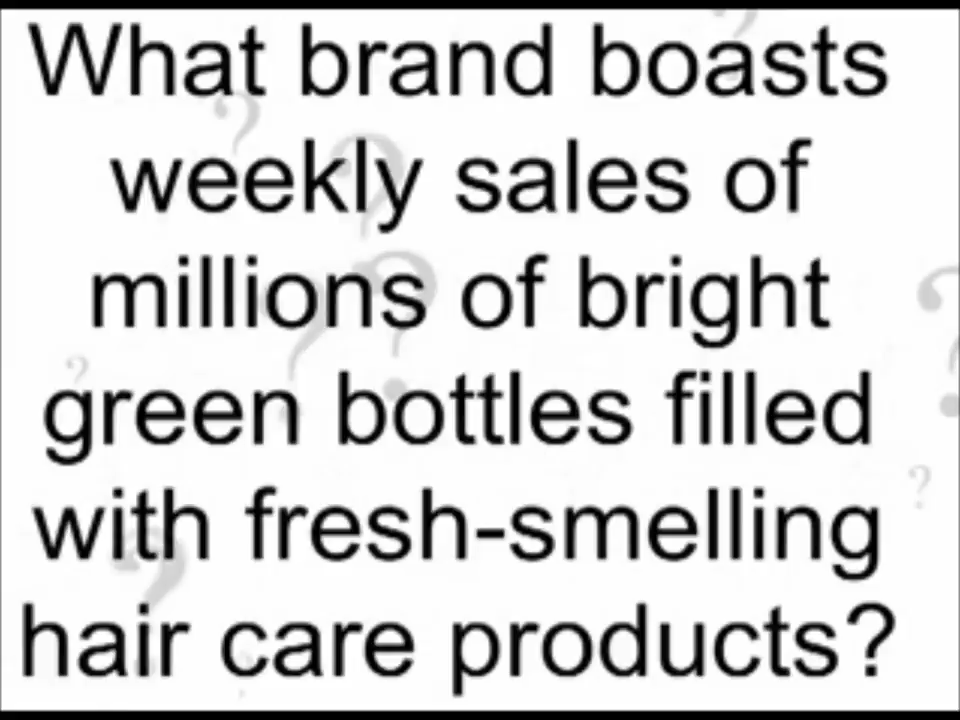 What brand boasts
weekly sales of
millions of bright
green bottles filled
with fresh-smelling
hair care products?